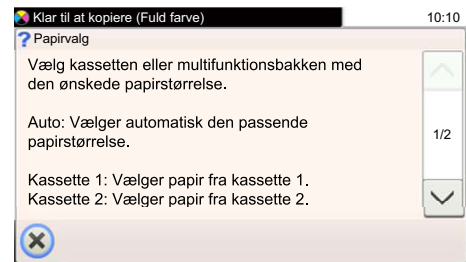 Klar til at kopiere (Fuld farve) 10:10
Papirvalg
Vælg kassetten eller multifunktionsbakken med
den ønskede papirstørrelse.
Auto: Vælger automatisk den passende
papirstørrelse.
1/2
Kassette 1: Vælger papir fra kassette 1.
Kassette 2: Vælger papir fra kassette 2.